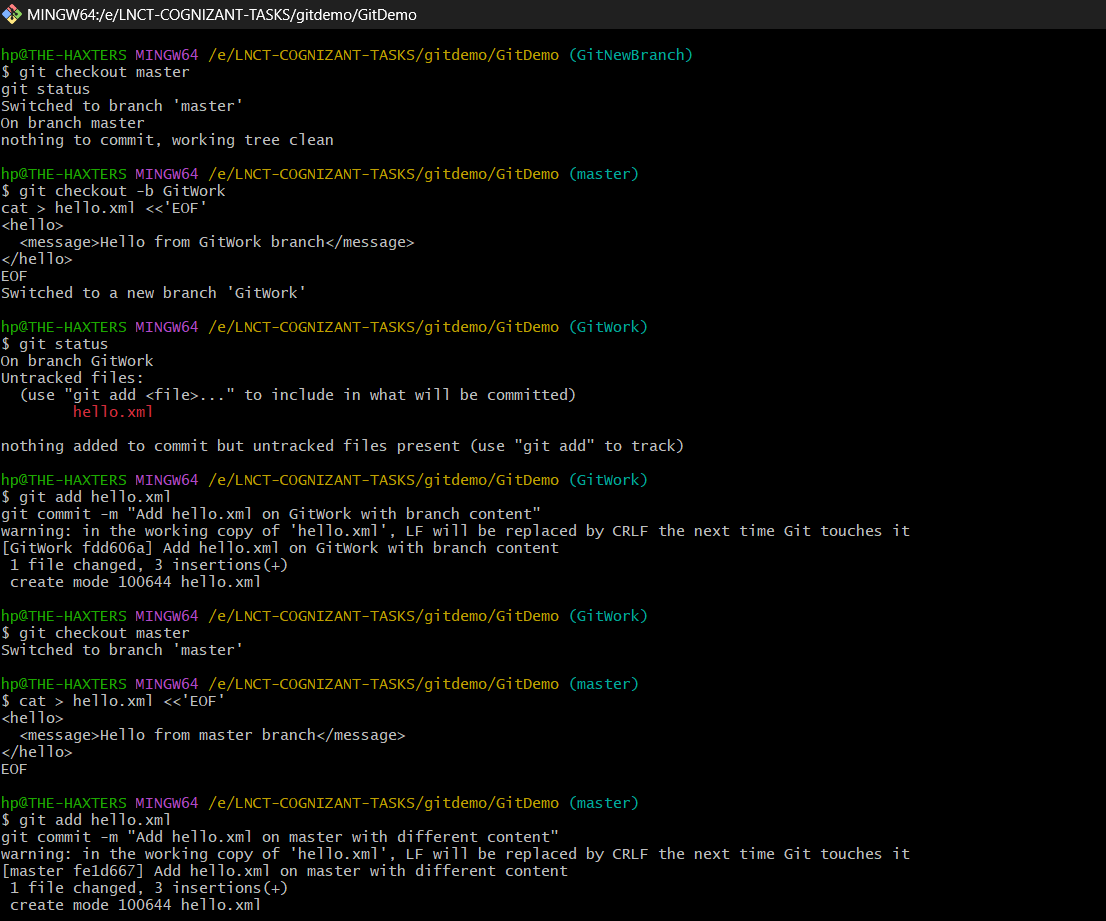 MINGW64:/e/LNCT-COGNIZANT-TASKS/gitdemo/GitDemo
hp@THE-HAXTERS MINGW64 /e/LNCT-COGNIZANT-TASKS/gitdemo/GitDemo (GitNewBranch)
$ git checkout master
git status
Switched to branch 'master'
On branch master
nothing to commit, working tree clean
hp@THE-HAXTERS MINGW64 /e/LNCT-COGNIZANT-TASKS/gitdemo/GitDemo (master)
$ git checkout -b GitWork
cat > hello.xml <<'EOF'
<hello>
  <message>Hello from GitWork branch</message>
</hello>
EOF
Switched to a new branch 'GitWork'
hp@THE-HAXTERS MINGW64 /e/LNCT-COGNIZANT-TASKS/gitdemo/GitDemo (GitWork)
$ git status
On branch GitWork
Untracked files:
  (use "git add <file>..." to include in what will be committed)
        hello.xml
nothing added to commit but untracked files present (use "git add" to track)
hp@THE-HAXTERS MINGW64 /e/LNCT-COGNIZANT-TASKS/gitdemo/GitDemo (GitWork)
$ git add hello.xml
git commit -m "Add hello.xml on GitWork with branch content"
warning: in the working copy of 'hello.xml', LF will be replaced by CRLF the next time Git touches it
[GitWork fdd606a] Add hello.xml on GitWork with branch content
 1 file changed, 3 insertions(+)
 create mode 100644 hello.xml
hp@THE-HAXTERS MINGW64 /e/LNCT-COGNIZANT-TASKS/gitdemo/GitDemo (GitWork)
$ git checkout master
Switched to branch 'master'
hp@THE-HAXTERS MINGW64 /e/LNCT-COGNIZANT-TASKS/gitdemo/GitDemo (master)
$ cat > hello.xml <<'EOF'
<hello>
  <message>Hello from master branch</message>
</hello>
EOF
hp@THE-HAXTERS MINGW64 /e/LNCT-COGNIZANT-TASKS/gitdemo/GitDemo (master)
$ git add hello.xml
git commit -m "Add hello.xml on master with different content"
warning: in the working copy of 'hello.xml', LF will be replaced by CRLF the next time Git touches it
[master fe1d667] Add hello.xml on master with different content
 1 file changed, 3 insertions(+)
 create mode 100644 hello.xml